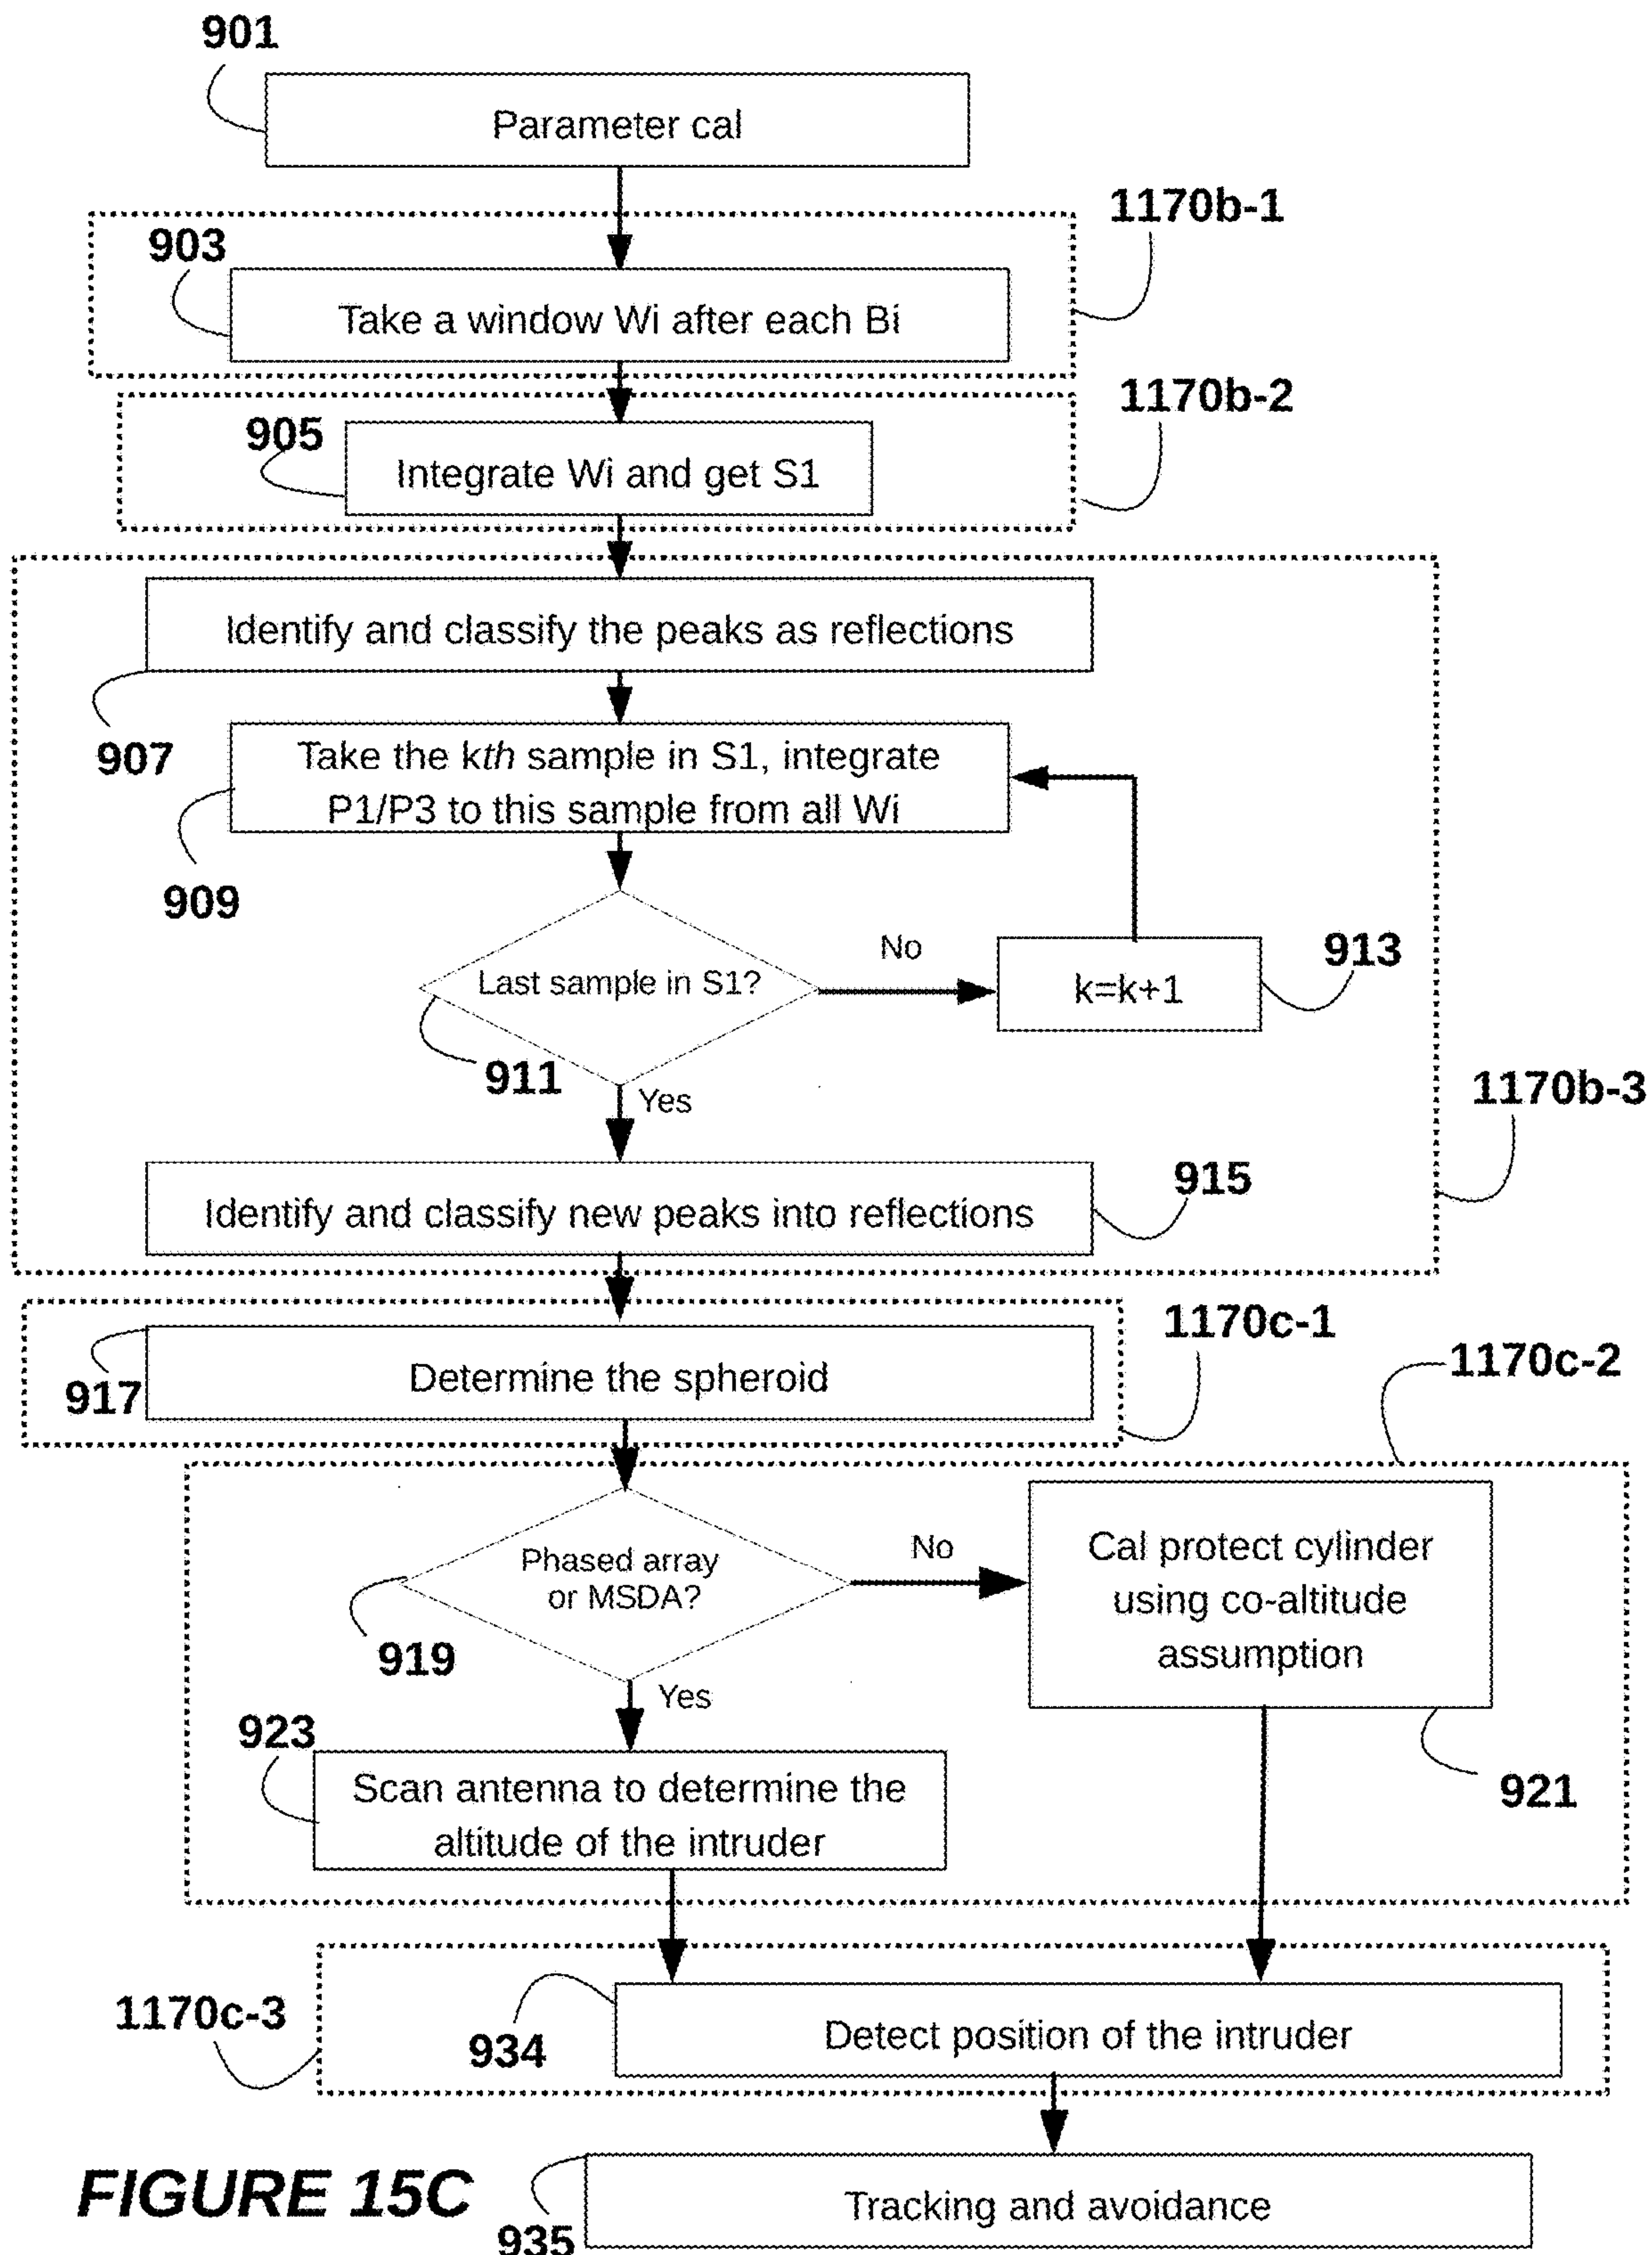 901
Parameter cal
1170b-1
903
Take a window Wi after each Bi
1170b-2
905
Integrate Wi and get S1
Identify and classify the peaks as reflections
907
Take the kth sample in S1, integrate
P1/P3 to this sample from all Wi
909
No
913
Last sample in S1?
k=k+1
911
Yes
1170b-3
915
Identify and classify new peaks into reflections
1170c-1
1170c-2
917
Determine the spheroid
Phased array
or MSDA?
No
Cal protect cylinder
using co-altitude
assumption
919
Yes
923
Scan antenna to determine the
altitude of the intruder
921
1170c-3
934
Detect position of the intruder
FIGURE 15C
935
Tracking and avoidance